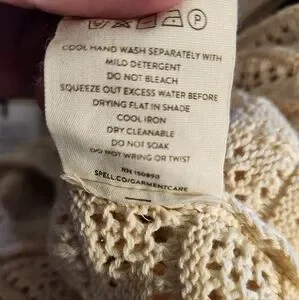 COOL HAND WASH SEPARATELY WITH
MILD DETERGENT
DO NOT BLEACH
SQUEEZE OUT EXCESS WATER BEFORE
DRYING FLAT IN SHADE
COOL IRON
DRY CLEANABLE
DO NOT SOAK
DO NOT WRING OR TWIST
RN 150890
SPELL.CO/GARMENTCARE